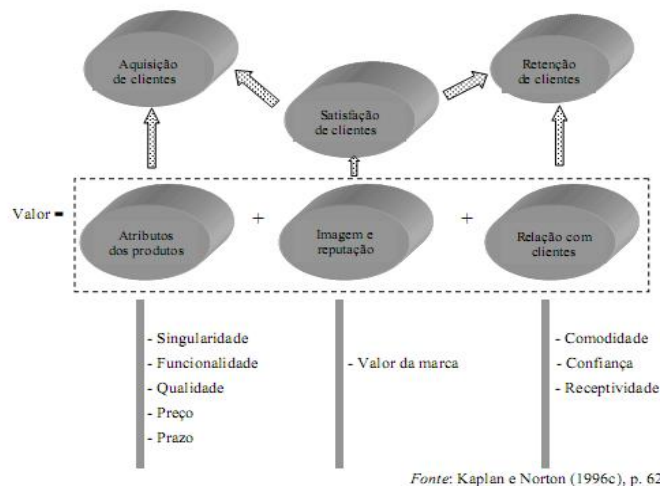 Aquisição
de clientes
Retenção
de clientes
Satisfação
de clientes
Valor =
Atributos
dos produtos
+
Imagem e
reputação
+
Relação com
clientes
- Singularidade
- Funcionalidade
- Qualidade
- Preço
- Prazo
- Valor da marca
- Comodidade
- Confiança
- Receptividade
Fonte: Kaplan e Norton (1996c), p. 62